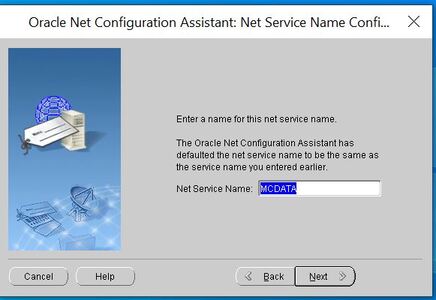 Oracle Net Configuration Assistant: Net Service Name Confi...
Enter a name for this net service name.
The Oracle Net Configuration Assistant has
defaulted the net service name to be the same as
the service name you entered earlier.
Net Service Name: MCDATA
Cancel Help Back Next